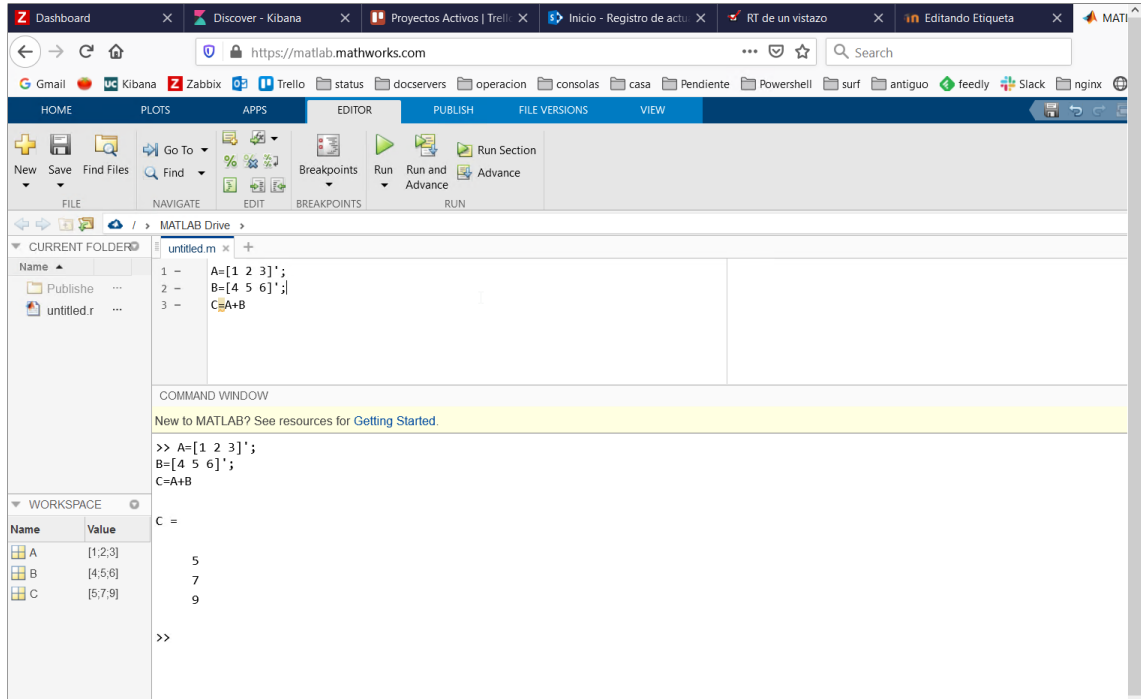 Dashboard × Discover - Kibana × Proyectos Activos | Trell × Inicio - Registro de actu × RT de un vistazo × Editando Etiqueta × MATL
https://matlab.mathworks.com Search
Gmail Kibana Zabbix Trello status docservers operacion consolas casa Pendiente Powershell surf antiguo feedly Slack nginx
HOME PLOTS APPS EDITOR PUBLISH FILE VERSIONS VIEW
New Save Find Files Go To Find Breakpoints Run Run and Advance Run Section Advance
FILE NAVIGATE EDIT BREAKPOINTS RUN
/ > MATLAB Drive >
CURRENT FOLDER
Name
Publishe ...
untitled.r ...
untitled.m × +
1 - A=[1 2 3]';
2 - B=[4 5 6]';
3 - C=A+B
COMMAND WINDOW
New to MATLAB? See resources for Getting Started.
>> A=[1 2 3]';
B=[4 5 6]';
C=A+B
C =
5
7
9
>>
WORKSPACE
Name Value
A [1;2;3]
B [4;5;6]
C [5;7;9]